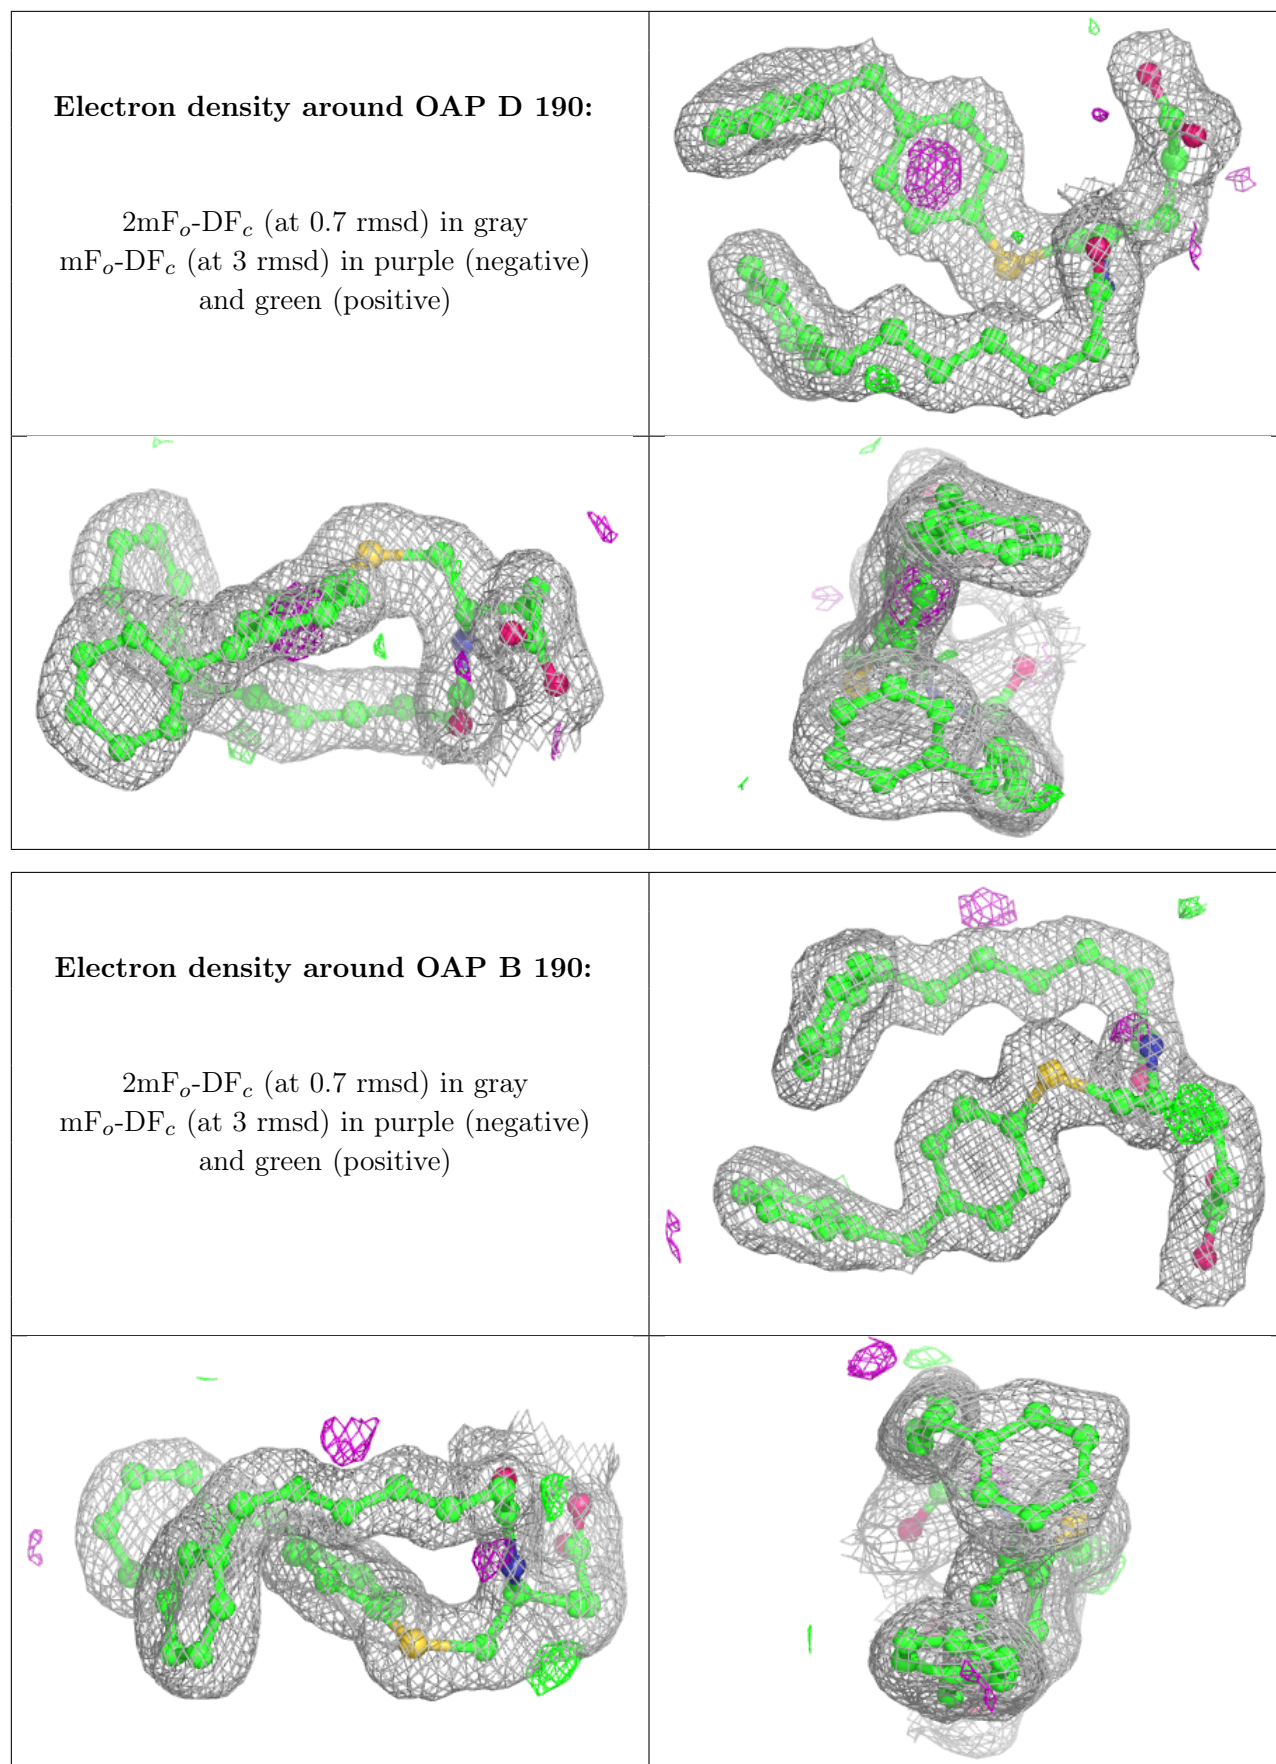 Electron density around OAP D 190:
2mFo-DFc (at 0.7 rmsd) in gray
mFo-DFc (at 3 rmsd) in purple (negative)
and green (positive)
Electron density around OAP B 190:
2mFo-DFc (at 0.7 rmsd) in gray
mFo-DFc (at 3 rmsd) in purple (negative)
and green (positive)